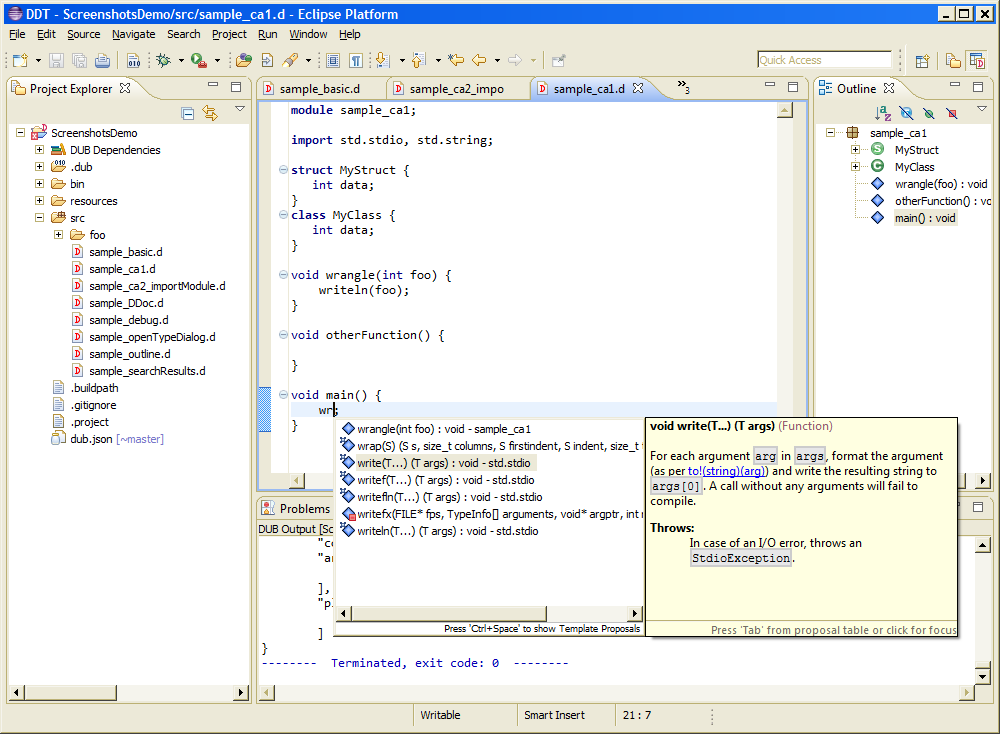 DDT - ScreenshotsDemo/src/sample_ca1.d - Eclipse Platform
File Edit Source Navigate Search Project Run Window Help
Quick Access
Project Explorer
ScreenshotsDemo
DUB Dependencies
.dub
bin
resources
src
foo
sample_basic.d
sample_ca1.d
sample_ca2_importModule.d
sample_DDoc.d
sample_debug.d
sample_openTypeDialog.d
sample_outline.d
sample_searchResults.d
.buildpath
.gitignore
.project
dub.json [~master]
sample_basic.d sample_ca2_impo sample_ca1.d »3
module sample_ca1;
import std.stdio, std.string;
struct MyStruct {
int data;
}
class MyClass {
int data;
}
void wrangle(int foo) {
writeln(foo);
}
void otherFunction() {
}
void main() {
wr;
}
wrangle(int foo) : void - sample_ca1
wrap(S) (S s, size_t columns, S firstindent, S indent, size_t
write(T...) (T args) : void - std.stdio
writef(T...) (T args) : void - std.stdio
writefln(T...) (T args) : void - std.stdio
writefx(FILE* fps, TypeInfo[] arguments, void* argptr, int
writeln(T...) (T args) : void - std.stdio
Press 'Ctrl+Space' to show Template Proposals
void write(T...) (T args) (Function)
For each argument arg in args, format the argument
(as per to!(string)(arg)) and write the resulting string to
args[0]. A call without any arguments will fail to
compile.
Throws:
In case of an I/O error, throws an
StdioException.
Press 'Tab' from proposal table or click for focus
Outline
sample_ca1
MyStruct
MyClass
wrangle(foo) : void
otherFunction() : vo
main() : void
Problems
DUB Output [Sc
"co
"ar
],
"p
]
}
-------- Terminated, exit code: 0 --------
Writable Smart Insert 21 : 7